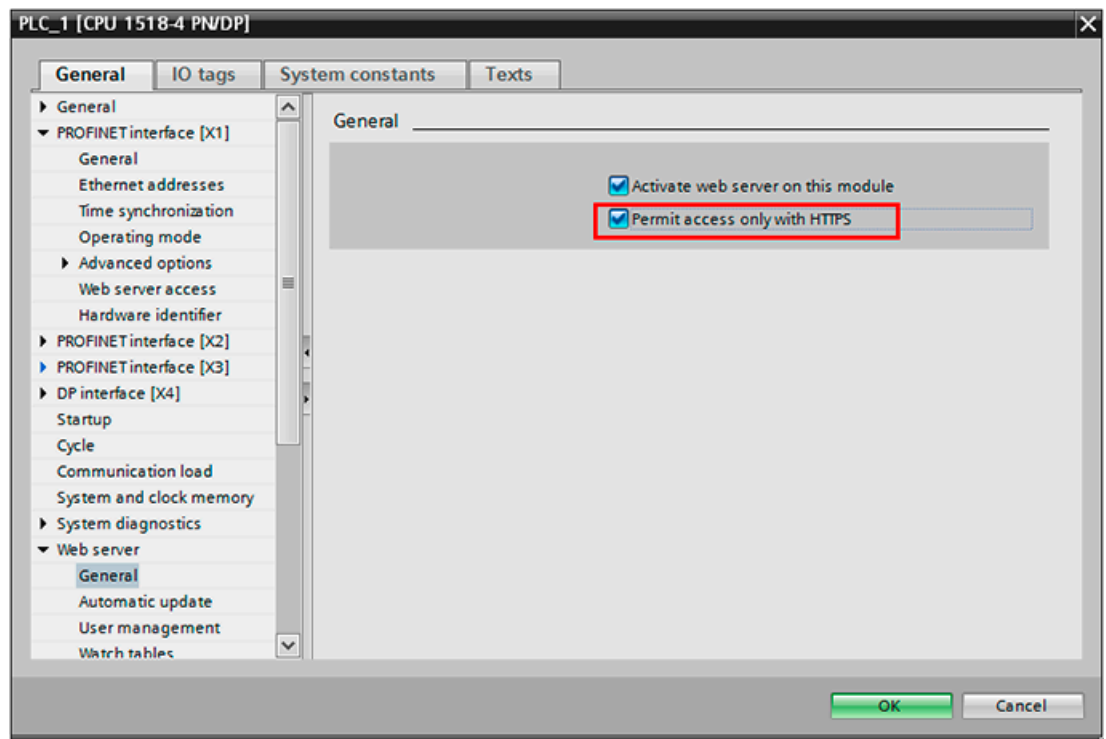 PLC_1 [CPU 1518-4 PN/DP]
General IO tags System constants Texts
General
PROFINET interface [X1]
General
Ethernet addresses
Time synchronization
Operating mode
Advanced options
Web server access
Hardware identifier
PROFINET interface [X2]
PROFINET interface [X3]
DP interface [X4]
Startup
Cycle
Communication load
System and clock memory
System diagnostics
Web server
General
Automatic update
User management
Watch tables
General
Activate web server on this module
Permit access only with HTTPS
OK Cancel